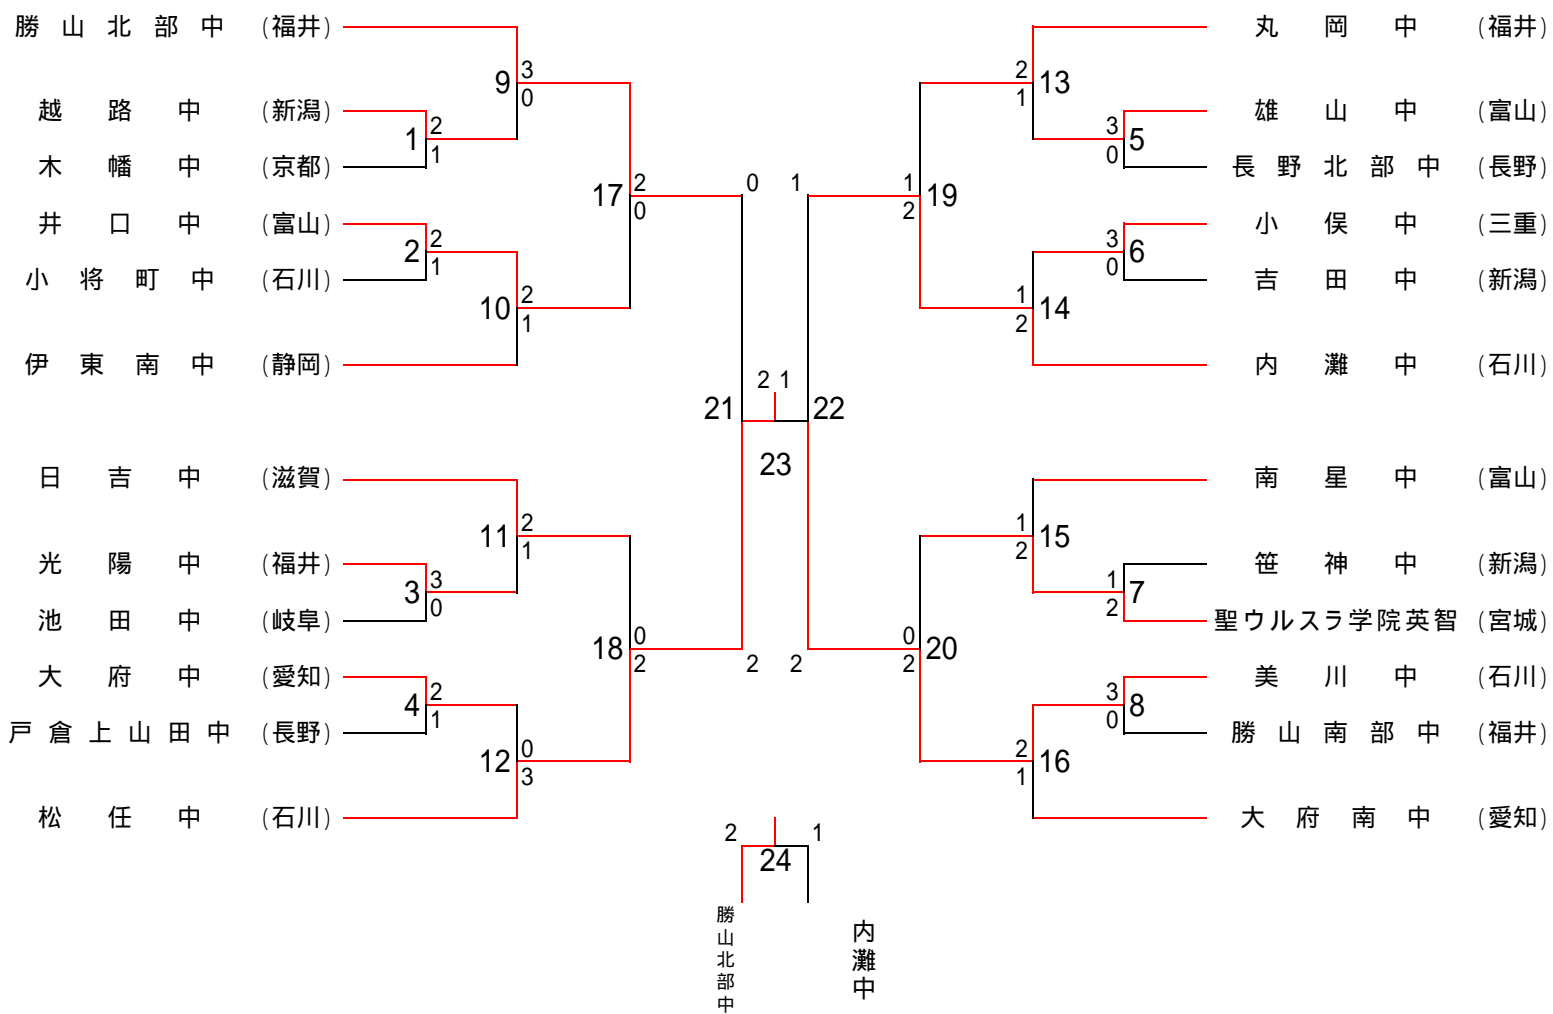 勝山北部中 (福井)
丸岡中 (福井)
3
9
0
2
13
1
越路中 (新潟)
2
1
1
木幡中 (京都)
雄山中 (富山)
3
5
0
長野北部中 (長野)
17
2
0
0
1
1
19
2
井口中 (富山)
2
2
1
小将町中 (石川)
小俣中 (三重)
3
6
0
吉田中 (新潟)
10
2
1
1
14
2
伊東南中 (静岡)
内灘中 (石川)
2 1
21
22
23
日吉中 (滋賀)
南星中 (富山)
11
2
1
1
15
2
光陽中 (福井)
3
3
0
池田中 (岐阜)
笹神中 (新潟)
1
7
2
聖ウルスラ学院英智 (宮城)
18
0
2
2
2
0
20
2
大府中 (愛知)
4
2
1
戸倉上山田中 (長野)
美川中 (石川)
3
8
0
勝山南部中 (福井)
12
0
3
2
16
1
松任中 (石川)
大府南中 (愛知)
2
1
24
勝山北部中
内灘中